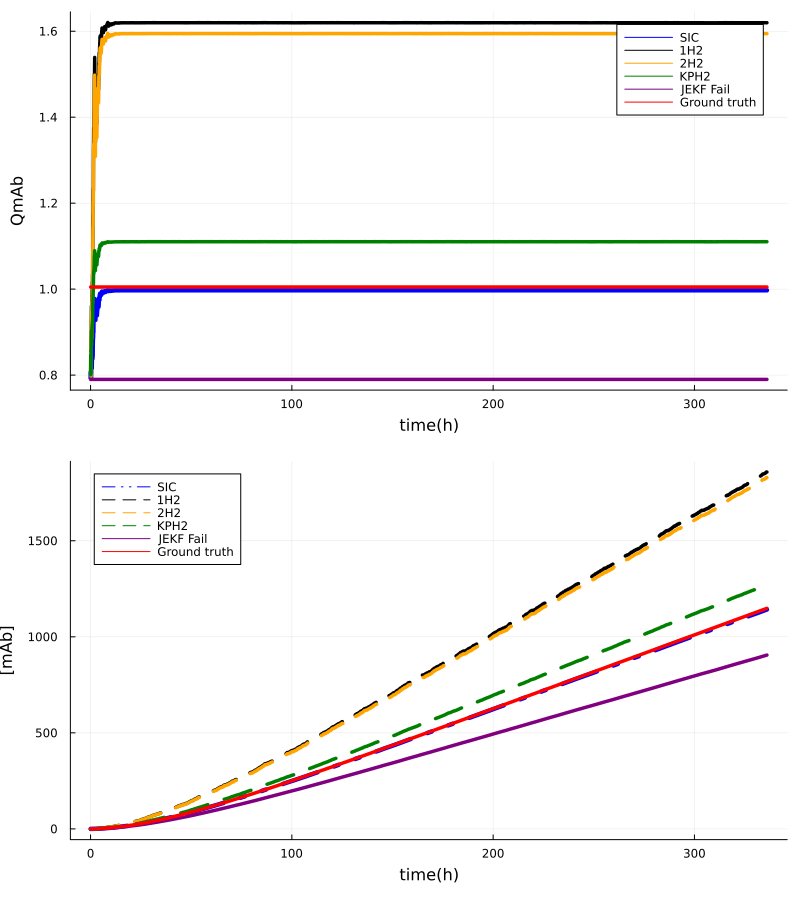 1.6
1.4
1.2
1.0
0.8
QmAb
SIC
1H2
2H2
KPH2
JEKF Fail
Ground truth
0
100
200
300
time(h)
1500
1000
500
0
[mAb]
SIC
1H2
2H2
KPH2
JEKF Fail
Ground truth
0
100
200
300
time(h)